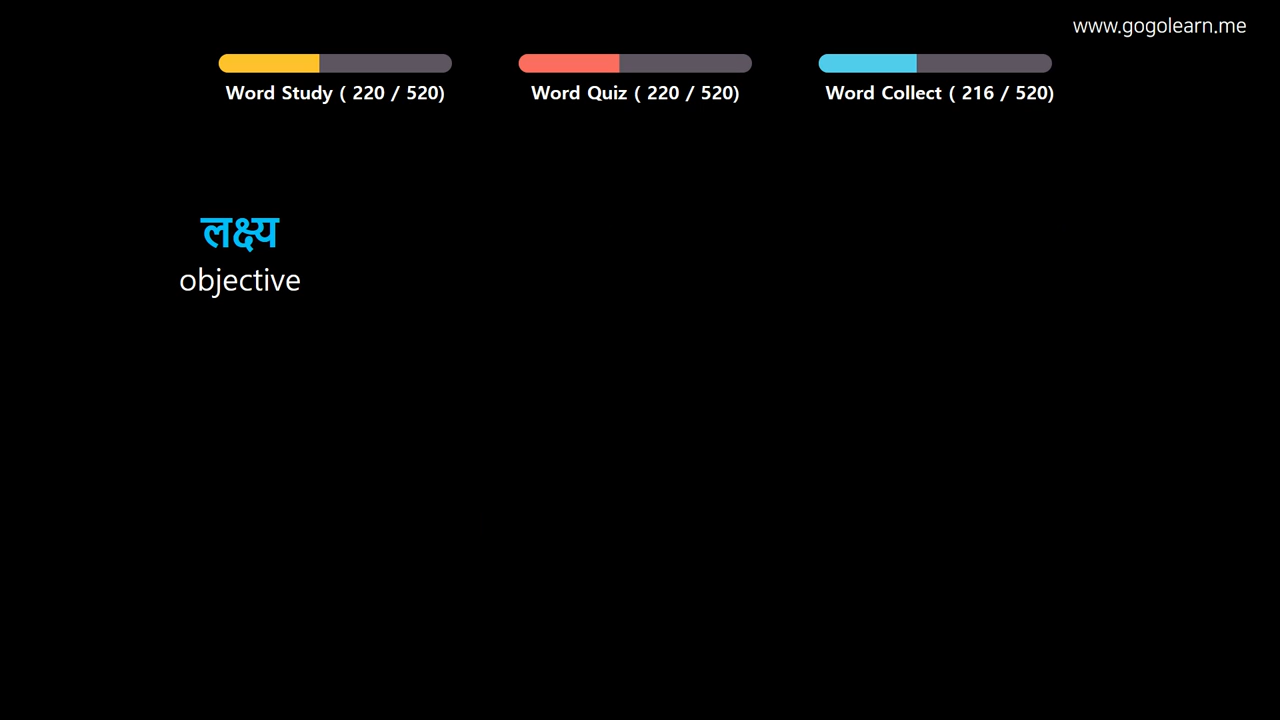 www.gogolearn.me
Word Study ( 220 / 520)
Word Quiz ( 220 / 520)
Word Collect ( 216 / 520)
लक्ष्य
objective